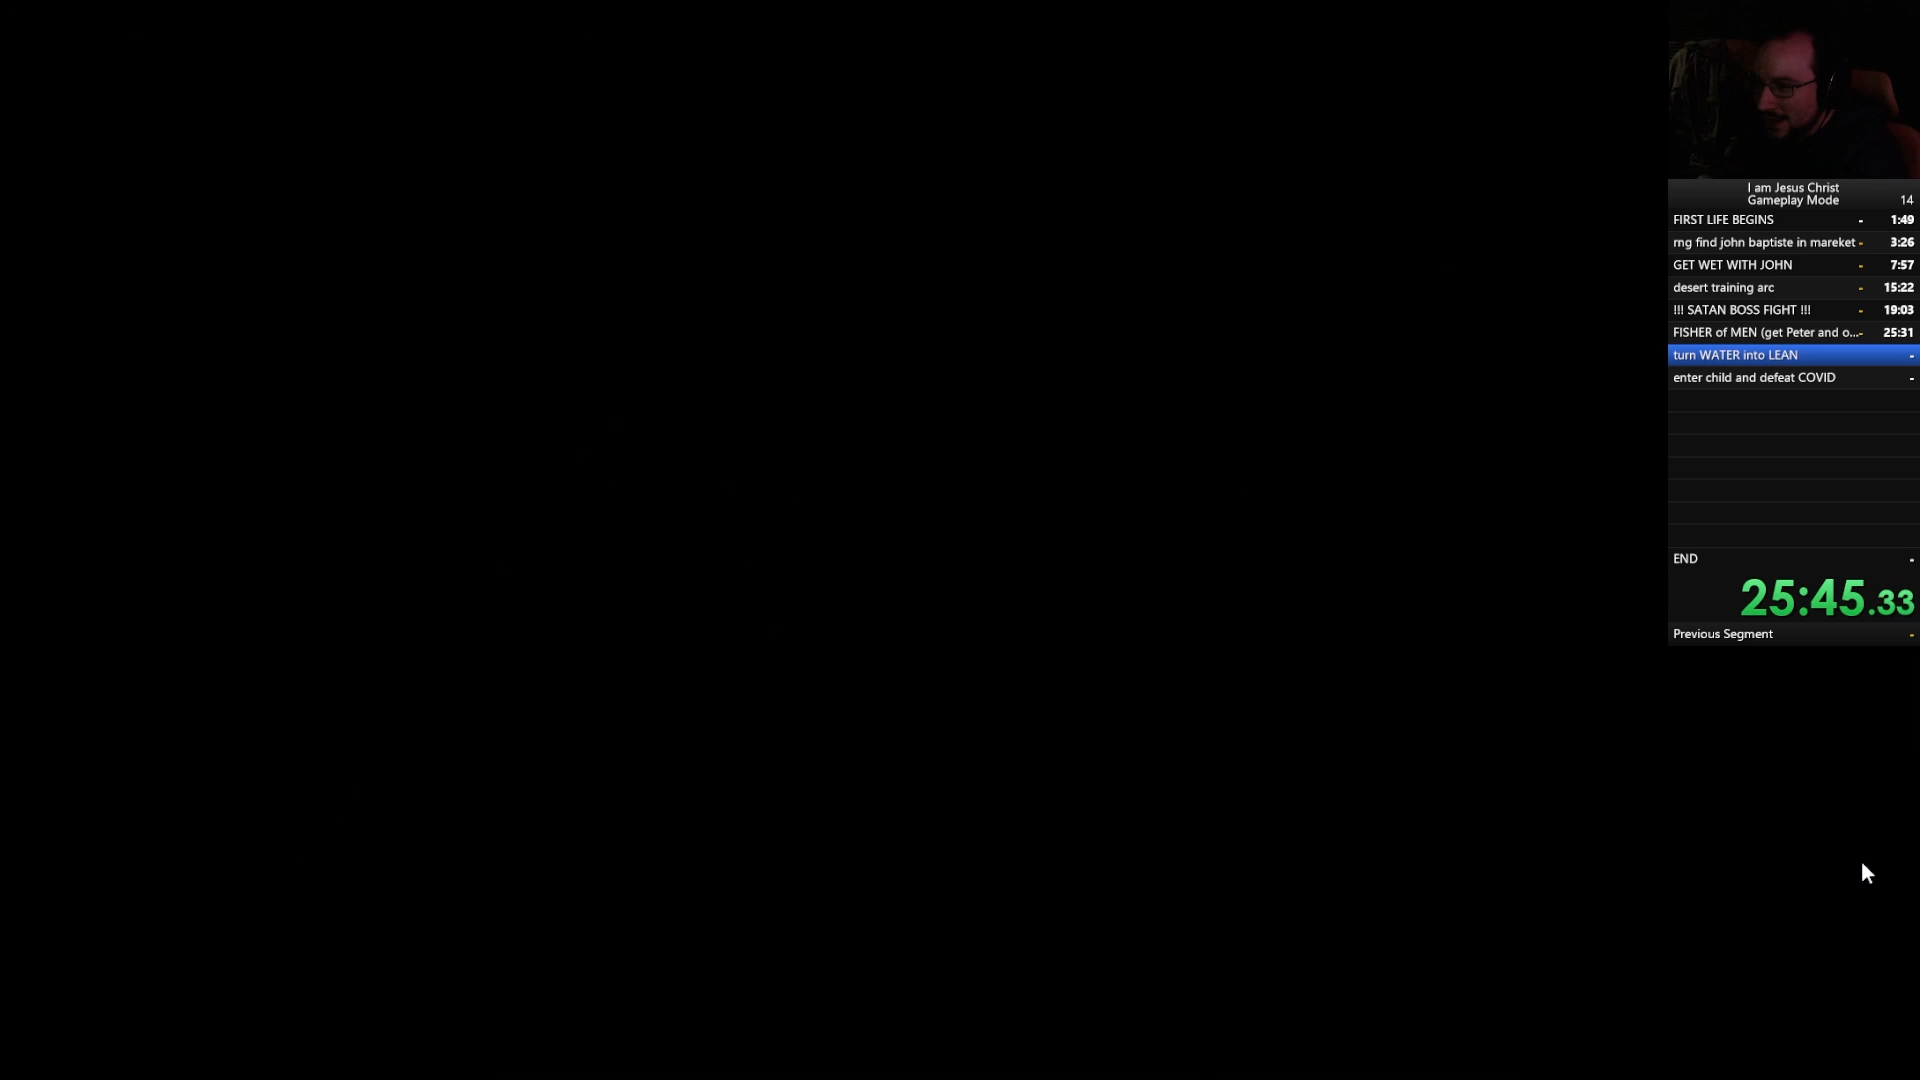 I am Jesus Christ
Gameplay Mode 14
FIRST LIFE BEGINS - 1:49
rng find john baptiste in mareket - 3:26
GET WET WITH JOHN - 7:57
desert training arc - 15:22
!!! SATAN BOSS FIGHT !!! - 19:03
FISHER of MEN (get Peter and o...- 25:31
turn WATER into LEAN -
enter child and defeat COVID -
END -
25:45.33
Previous Segment -